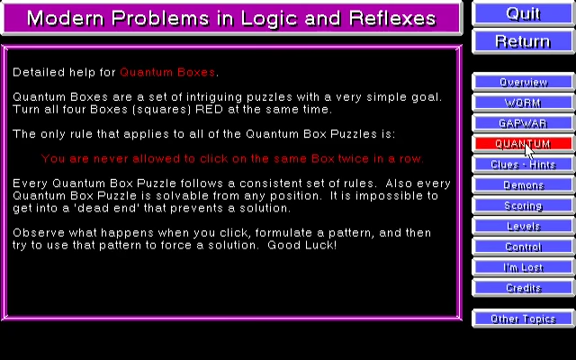 Modern Problems in Logic and Reflexes
Quit
Return
Detailed help for Quantum Boxes.
Quantum Boxes are a set of intriguing puzzles with a very simple goal.
Turn all four Boxes (squares) RED at the same time.
The only rule that applies to all of the Quantum Box Puzzles is:
You are never allowed to click on the same Box twice in a row.
Every Quantum Box Puzzle follows a consistent set of rules.  Also every
Quantum Box Puzzle is solvable from any position.  It is impossible to
get into a 'dead end' that prevents a solution.
Observe what happens when you click, formulate a pattern, and then
try to use that pattern to force a solution.  Good Luck!
Overview
WORM
GAPWAR
QUANTUM
Clues - Hints
Demons
Scoring
Levels
Control
I'm Lost
Credits
Other Topics